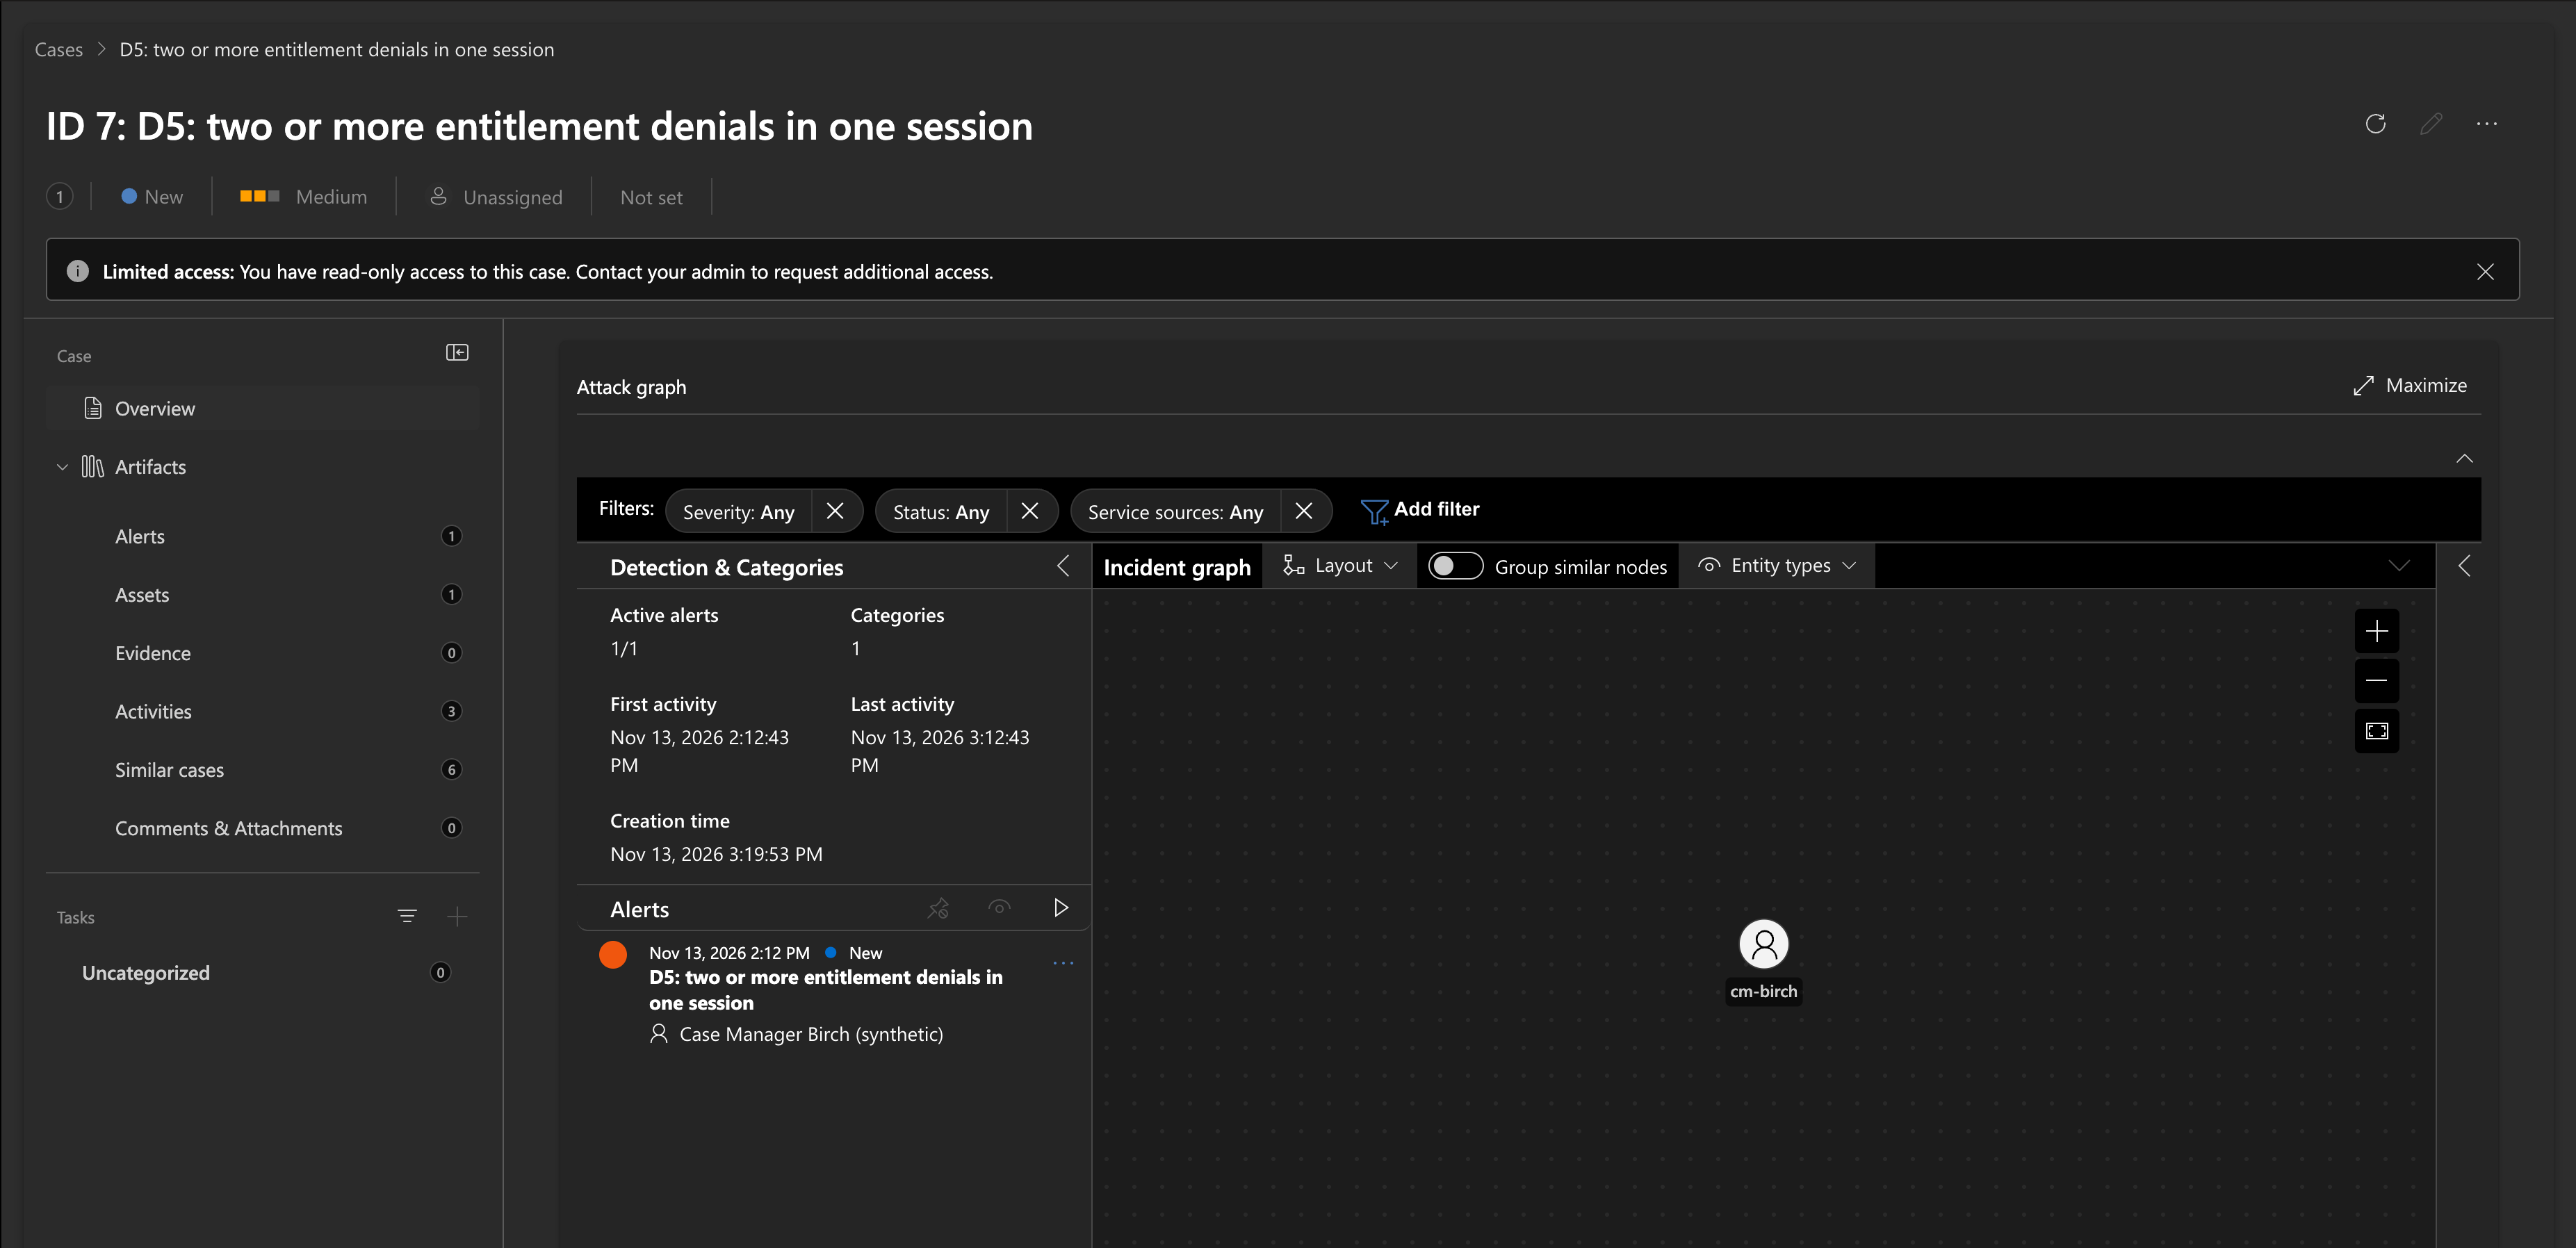 Cases > D5: two or more entitlement denials in one session
ID 7: D5: two or more entitlement denials in one session
1 New Medium Unassigned Not set
Limited access: You have read-only access to this case. Contact your admin to request additional access.
Case
Overview
Artifacts
Alerts 1
Assets 1
Evidence 0
Activities 3
Similar cases 6
Comments & Attachments 0
Tasks
Uncategorized 0
Attack graph
Maximize
Filters: Severity: Any Status: Any Service sources: Any Add filter
Detection & Categories
Active alerts Categories
1/1 1
First activity Last activity
Nov 13, 2026 2:12:43 Nov 13, 2026 3:12:43
PM PM
Creation time
Nov 13, 2026 3:19:53 PM
Alerts
Nov 13, 2026 2:12 PM New
D5: two or more entitlement denials in
one session
Case Manager Birch (synthetic)
Incident graph Layout Group similar nodes Entity types
cm-birch